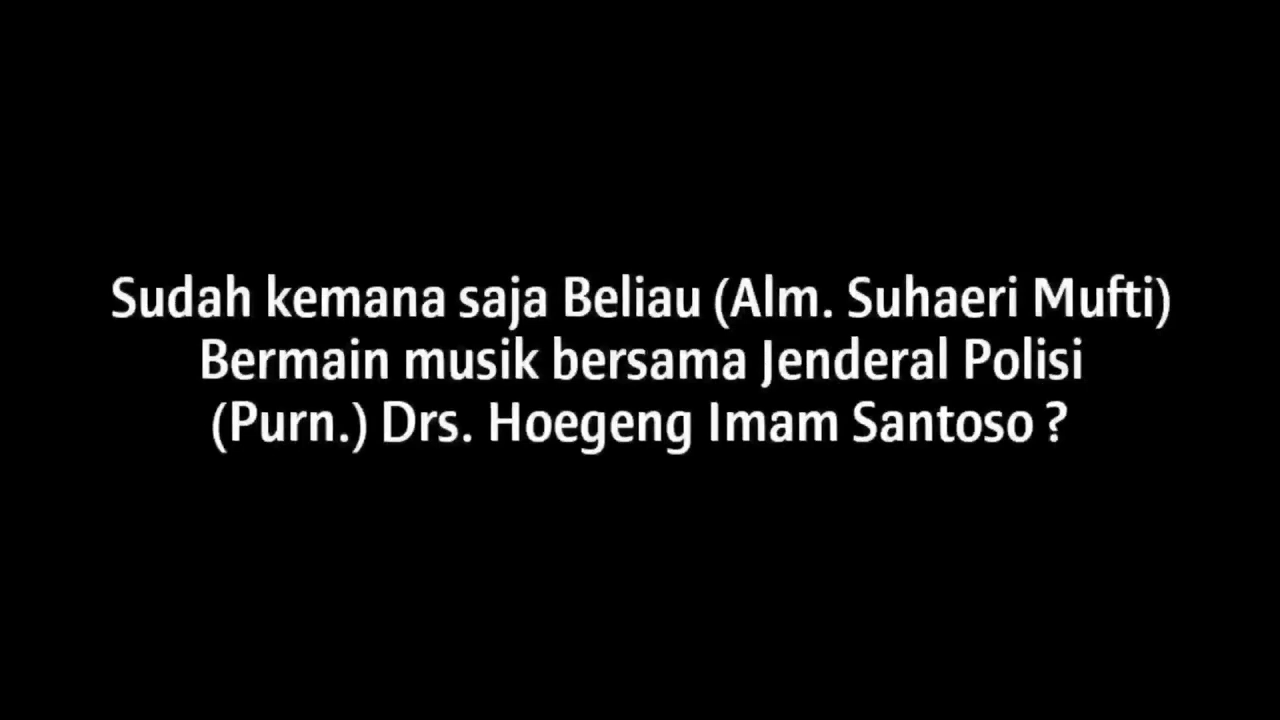 Sudah kemana saja Beliau (Alm. Suhaeri Mufti)
Bermain musik bersama Jenderal Polisi
(Purn.) Drs. Hoegeng Imam Santoso ?